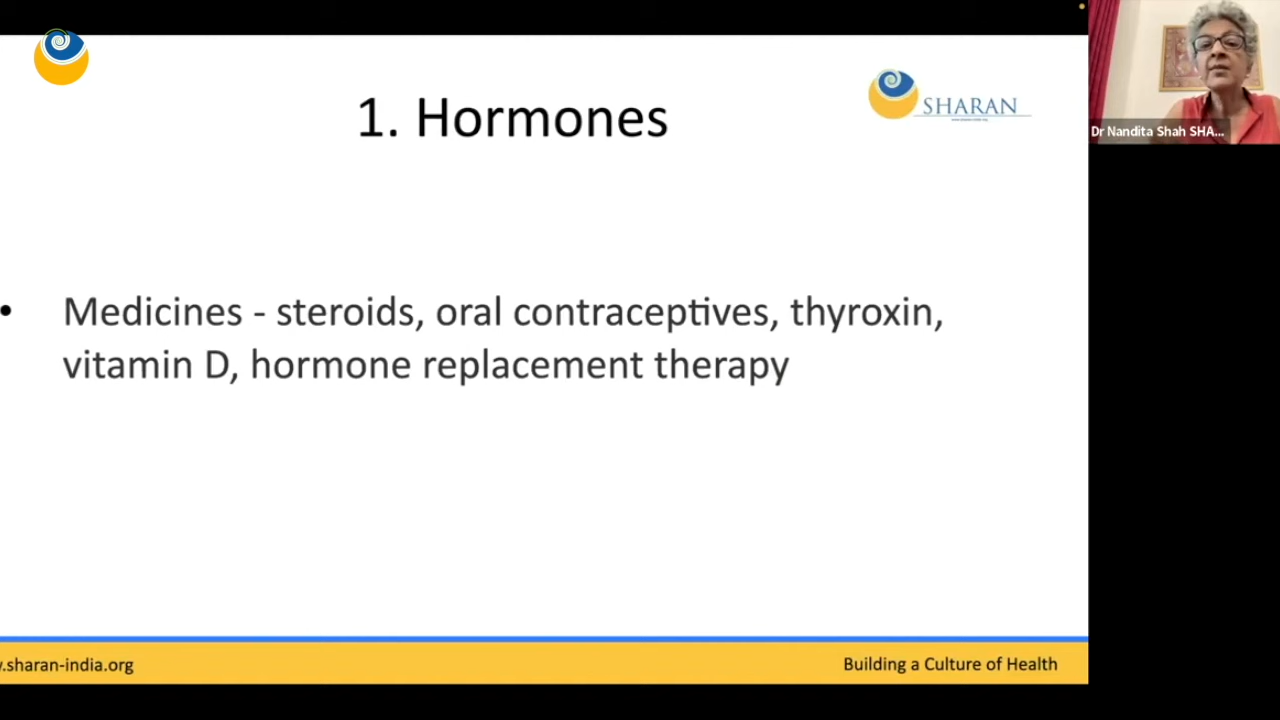 1. Hormones
SHARAN
Dr Nandita Shah SHA...
• Medicines - steroids, oral contraceptives, thyroxin,
vitamin D, hormone replacement therapy
.sharan-india.org
Building a Culture of Health